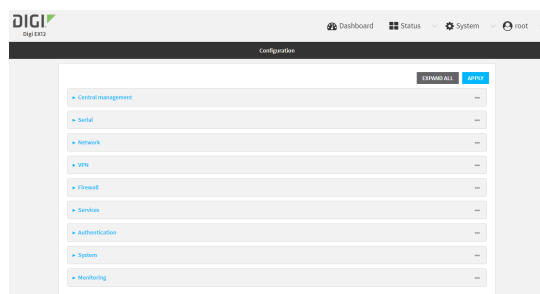 DIGI
Digi EX12
Dashboard Status System root
Configuration
EXPAND ALL APPLY
Central management
Serial
Network
VPN
Firewall
Services
Authentication
System
Monitoring